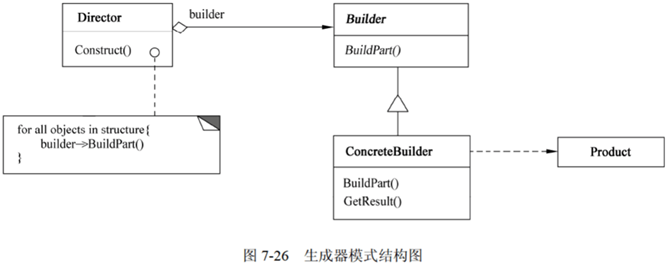 Director
builder
Builder
Construct()
BuildPart()
for all objects in structure{
builder→BuildPart()
}
ConcreteBuilder
Product
BuildPart()
GetResult()
图 7-26 生成器模式结构图